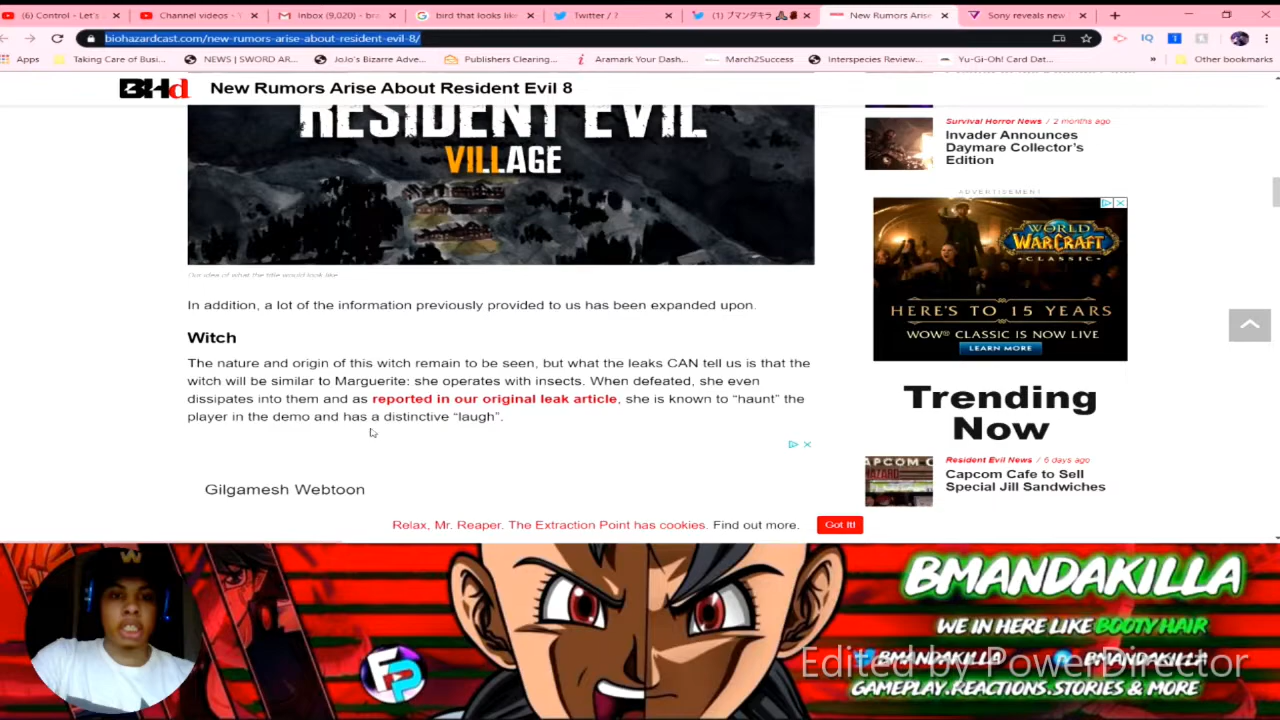 (6) Control - Let's
Channel videos - Y
Inbox (9,020) - bra
bird that looks like
Twitter / ?
(1) ブマンダキラ
New Rumors Arise
Sony reveals new
biohazardcast.com/new-rumors-arise-about-resident-evil-8/
IQ
Apps
Taking Care of Busi...
NEWS | SWORD AR...
JoJo's Bizarre Adve...
Publishers Clearing...
Aramark Your Dash...
March2Success
Interspecies Review...
Yu-Gi-Oh! Card Dat...
»
Other bookmarks
BHd
New Rumors Arise About Resident Evil 8
RESIDENT EVIL
VILLAGE
Our idea of what the title would look like
In addition, a lot of the information previously provided to us has been expanded upon.
Witch
The nature and origin of this witch remain to be seen, but what the leaks CAN tell us is that the
witch will be similar to Marguerite: she operates with insects. When defeated, she even
dissipates into them and as reported in our original leak article, she is known to “haunt” the
player in the demo and has a distinctive “laugh”.
Gilgamesh Webtoon
Survival Horror News / 2 months ago
Invader Announces
Daymare Collector's
Edition
ADVERTISEMENT
WORLD
WARCRAFT
CLASSIC
HERE'S TO 15 YEARS
WOW CLASSIC IS NOW LIVE
LEARN MORE
Trending
Now
Resident Evil News / 6 days ago
Capcom Cafe to Sell
Special Jill Sandwiches
Relax, Mr. Reaper. The Extraction Point has cookies. Find out more.
Got It!
BMANDAKILLA
WE IN HERE LIKE BOOTY HAIR
BMANDAKILLA
BMANDAKILLA
GAMEPLAY.REACTIONS.STORIES & MORE
FP
W
Edited by PowerDirector